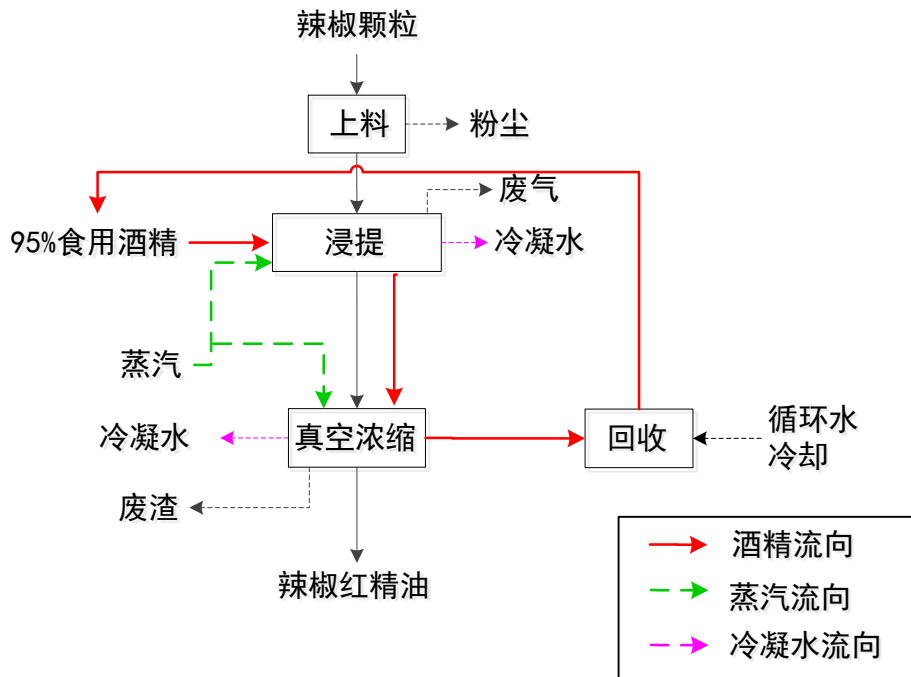 辣椒颗粒
上料
粉尘
废气
95%食用酒精
浸提
冷凝水
蒸汽
冷凝水
真空浓缩
回收
循环水
冷却
废渣
辣椒红精油
酒精流向
蒸汽流向
冷凝水流向